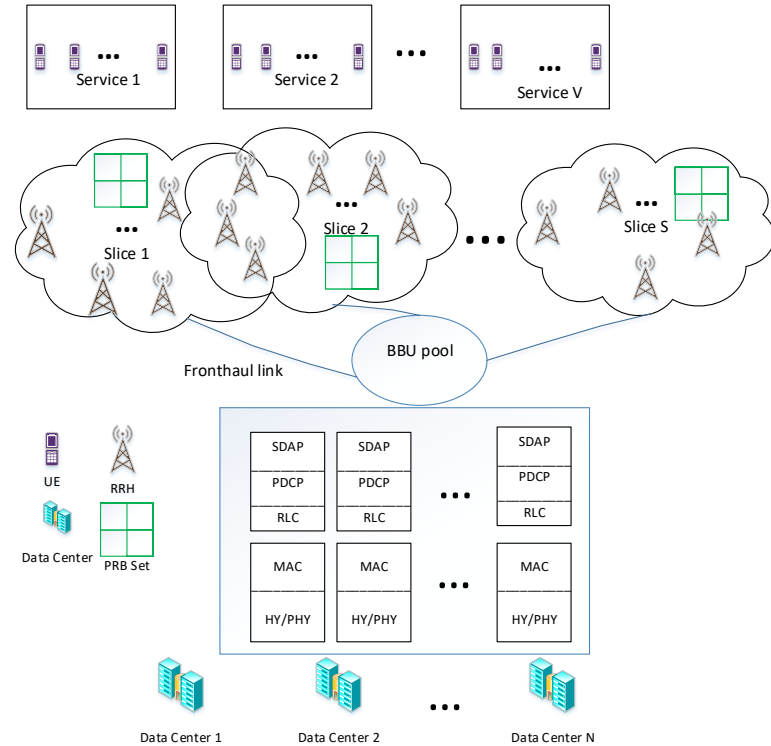 Service 1
Service 2
Service V
Slice 1
Slice 2
Slice S
BBU pool
Fronthaul link
SDAP
SDAP
SDAP
PDCP
PDCP
PDCP
RLC
RLC
RLC
UE
RRH
Data Center
PRB Set
MAC
MAC
MAC
HY/PHY
HY/PHY
HY/PHY
Data Center 1
Data Center 2
Data Center N